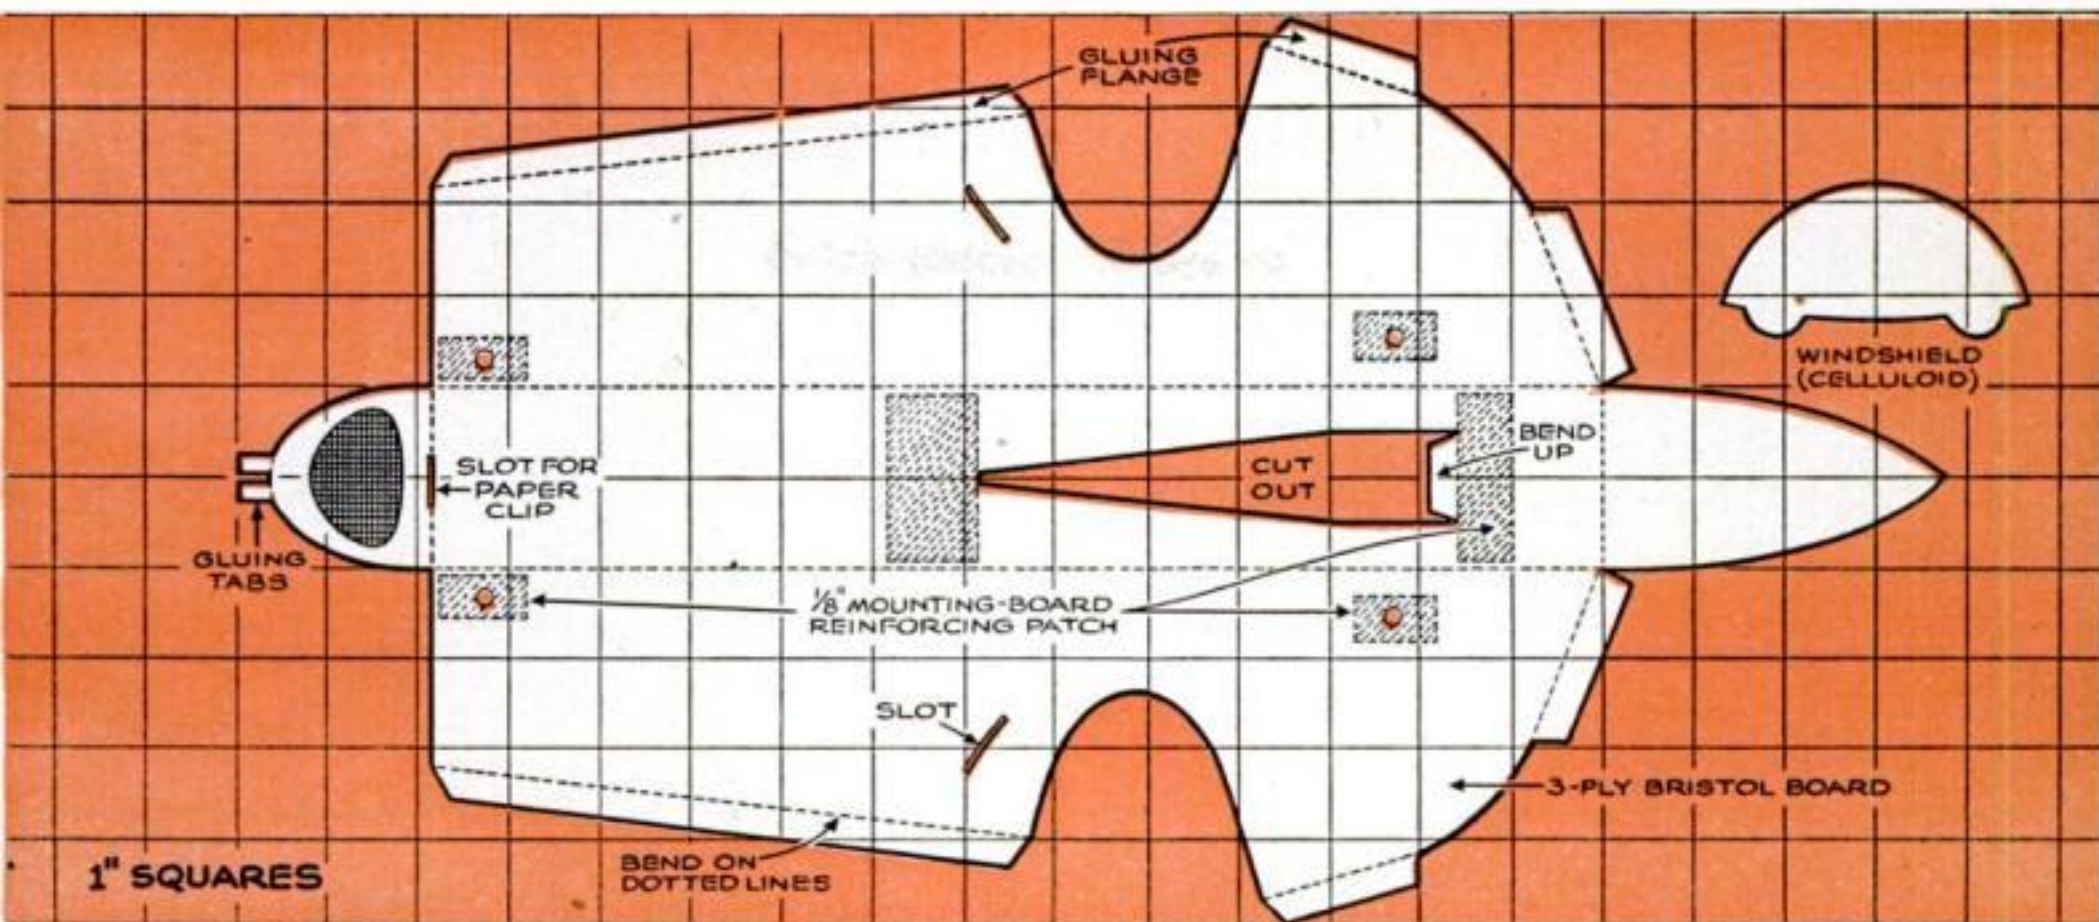 GLUING
FLANGE
WINDSHIELD
(CELLULOID)
BEND
UP
SLOT FOR
PAPER
CLIP
CUT
OUT
GLUING
TABS
1/8" MOUNTING-BOARD
REINFORCING PATCH
SLOT
3-PLY BRISTOL BOARD
BEND ON
DOTTED LINES
1" SQUARES